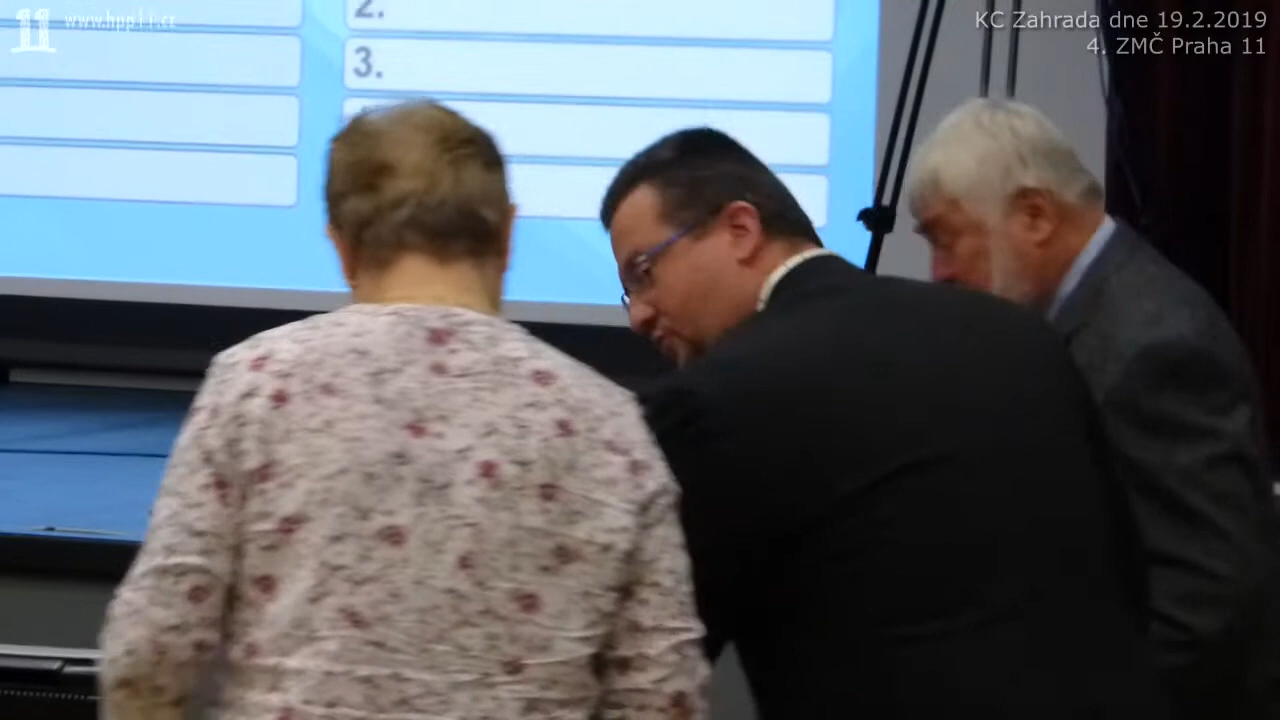 11 www.hpp11.cz
KC Zahrada dne 19.2.2019
4. ZMČ Praha 11
2.
3.